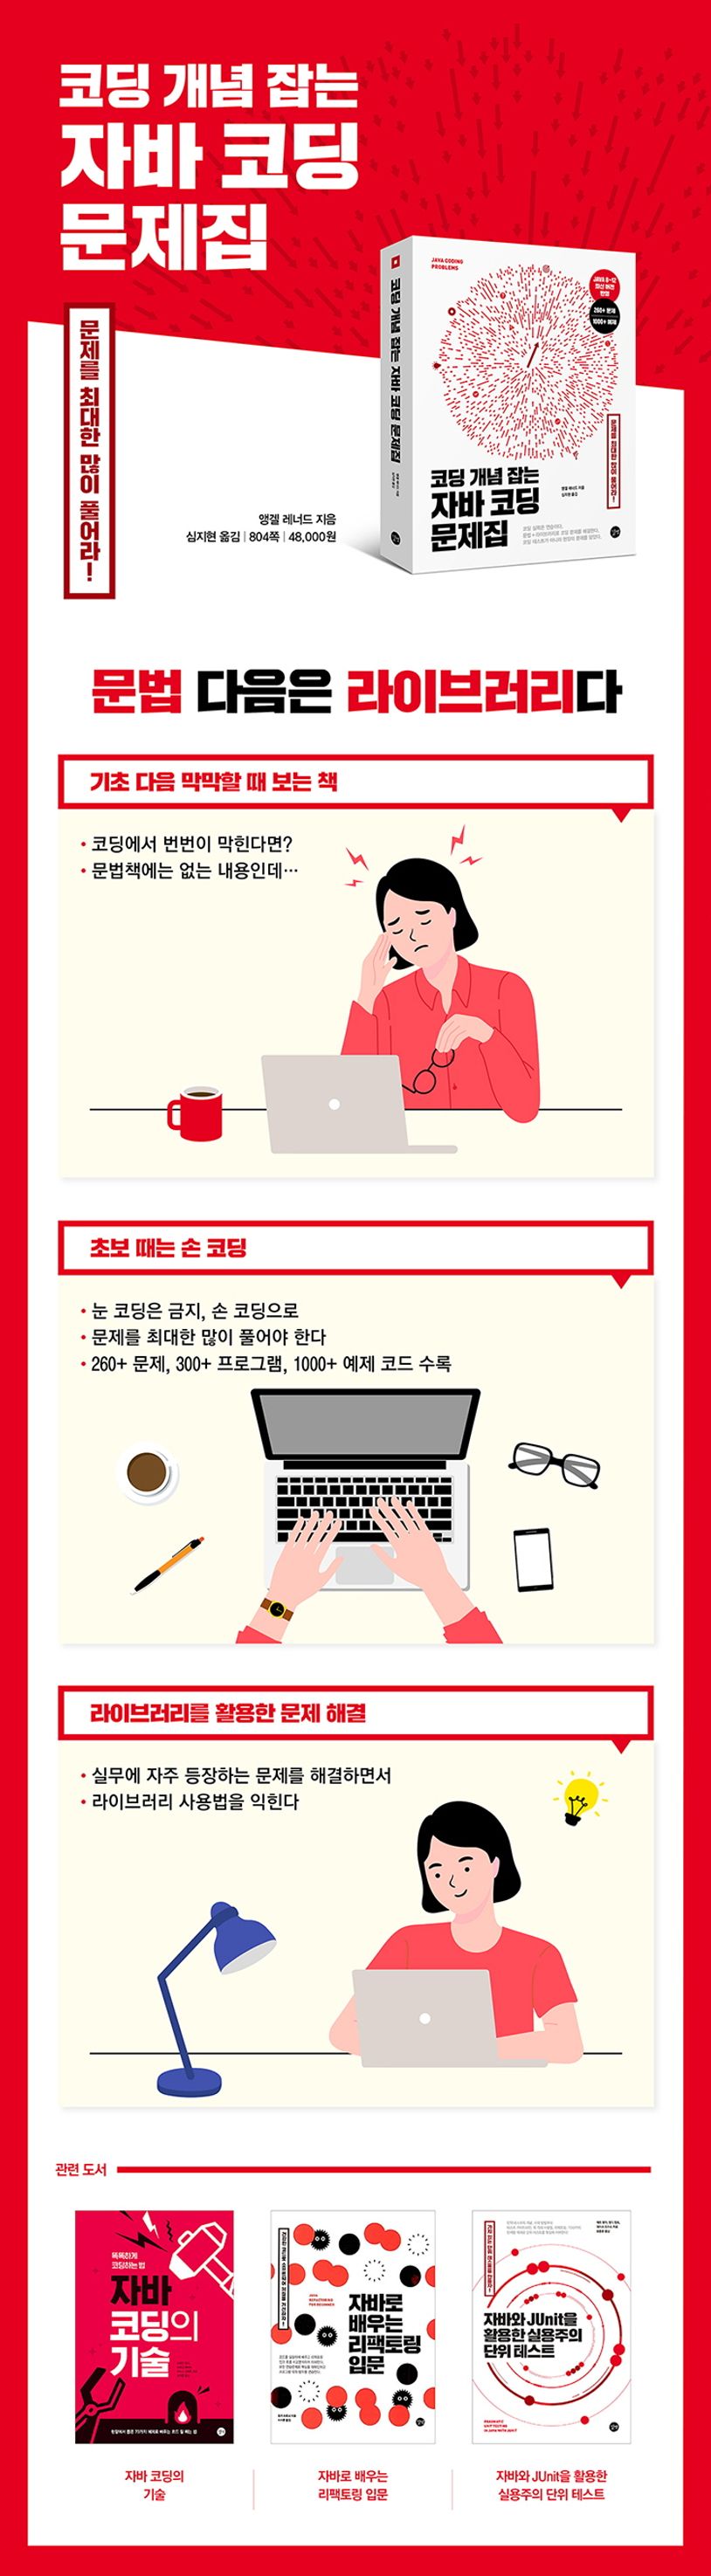 코딩 개념 잡는
자바 코딩
문제집
문제를 최대한 많이 풀어라!
앵겔 레너드 지음
심지현 옮김 | 804쪽 | 48,000원
코딩 개념 잡는 자바 코딩 문제집
JAVA CODING
PROBLEMS
JAVA 8~12
최신 버전
반영
260+ 문제
1000+ 예제
문제를 최대한 많이 풀어라!
코딩 개념 잡는
자바 코딩
문제집
앵겔 레너드 지음
심지현 옮김
문법 다음은 라이브러리다
기초 다음 막막할 때 보는 책
• 코딩에서 번번이 막힌다면?
• 문법책에는 없는 내용인데…
초보 때는 손 코딩
• 눈 코딩은 금지, 손 코딩으로
• 문제를 최대한 많이 풀어야 한다
• 260+ 문제, 300+ 프로그램, 1000+ 예제 코드 수록
라이브러리를 활용한 문제 해결
• 실무에 자주 등장하는 문제를 해결하면서
• 라이브러리 사용법을 익힌다
관련 도서
똑똑하게
코딩하는 법
자바
코딩의
기술
자바로
배우는
리팩토링
입문
자바와 JUnit을
활용한 실용주의
단위 테스트
자바 코딩의
기술
자바로 배우는
리팩토링 입문
자바와 JUnit을 활용한
실용주의 단위 테스트